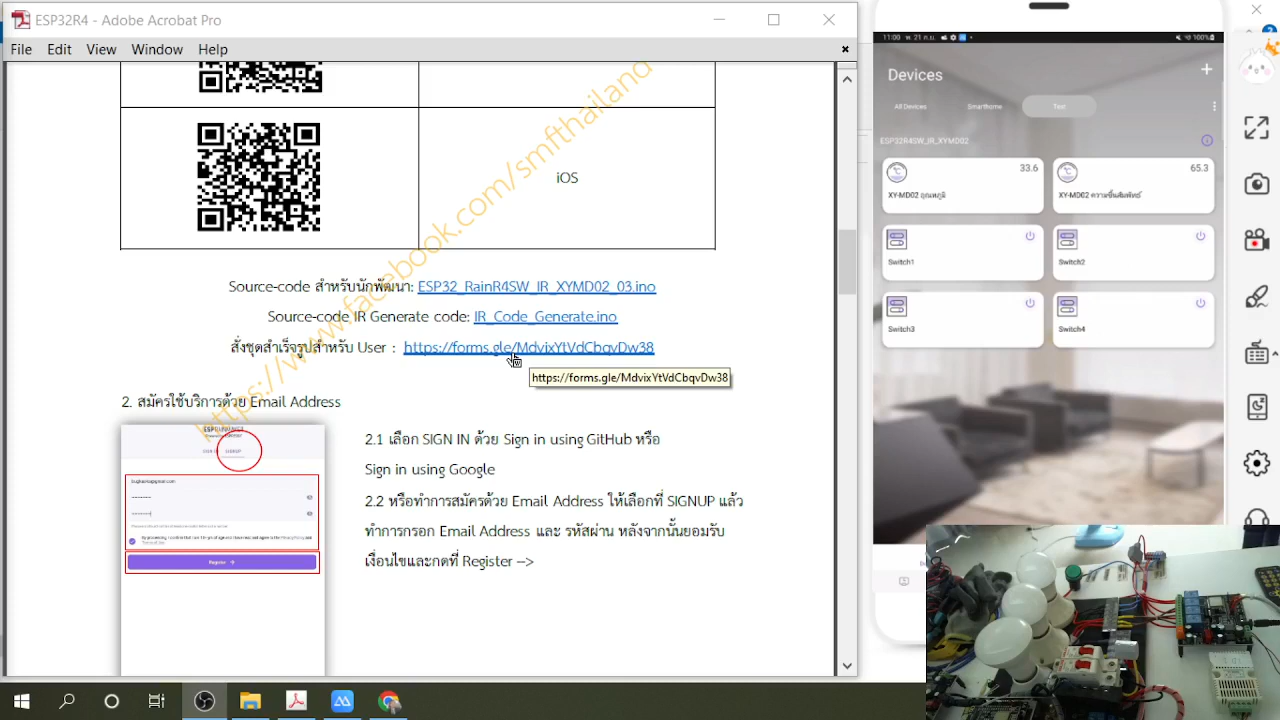 ESP32R4 - Adobe Acrobat Pro
File Edit View Window Help
https://www.facebook.com/smfthailand
iOS
Source-code สำหรับนักพัฒนา: ESP32_RainR4SW_IR_XYMD02_03.ino
Source-code IR Generate code: IR_Code_Generate.ino
สั่งชุดสำเร็จรูปสำหรับ User : https://forms.gle/MdvixYtVdCbqvDw38
https://forms.gle/MdvixYtVdCbqvDw38
2. สมัครใช้บริการด้วย Email Address
SIGNUP
Register
2.1 เลือก SIGN IN ด้วย Sign in using GitHub หรือ
Sign in using Google
2.2 หรือทำการสมัครด้วย Email Address ให้เลือกที่ SIGNUP แล้ว
ทำการกรอก Email Address และ รหัสผ่าน หลังจากนั้นยอมรับ
เงื่อนไขและกดที่ Register -->
11:00 พ. 21 ก.ย. 100%
Devices
All Devices Smarthome Test
ESP32R4SW_IR_XYMD02
33.6
XY-MD02 อุณหภูมิ
65.3
XY-MD02 ความชื้นสัมพัทธ์
Switch1
Switch2
Switch3
Switch4